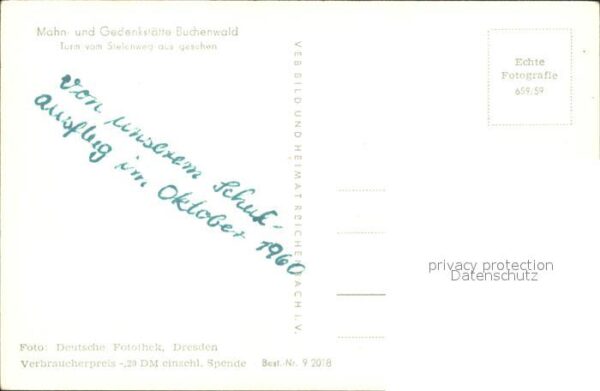 Mahn- und Gedenkstätte Buchenwald
Turm vom Stelenweg aus gesehen
Von unserem Schul-
ausflug im Oktober 1960
VEB BILD UND HEIMAT REICHENBACH I. V.
Echte
Fotografie
659/59
privacy protection
Datenschutz
Foto: Deutsche Fotothek, Dresden
Verbraucherpreis -,20 DM einschl. Spende Best.-Nr. 9 2018